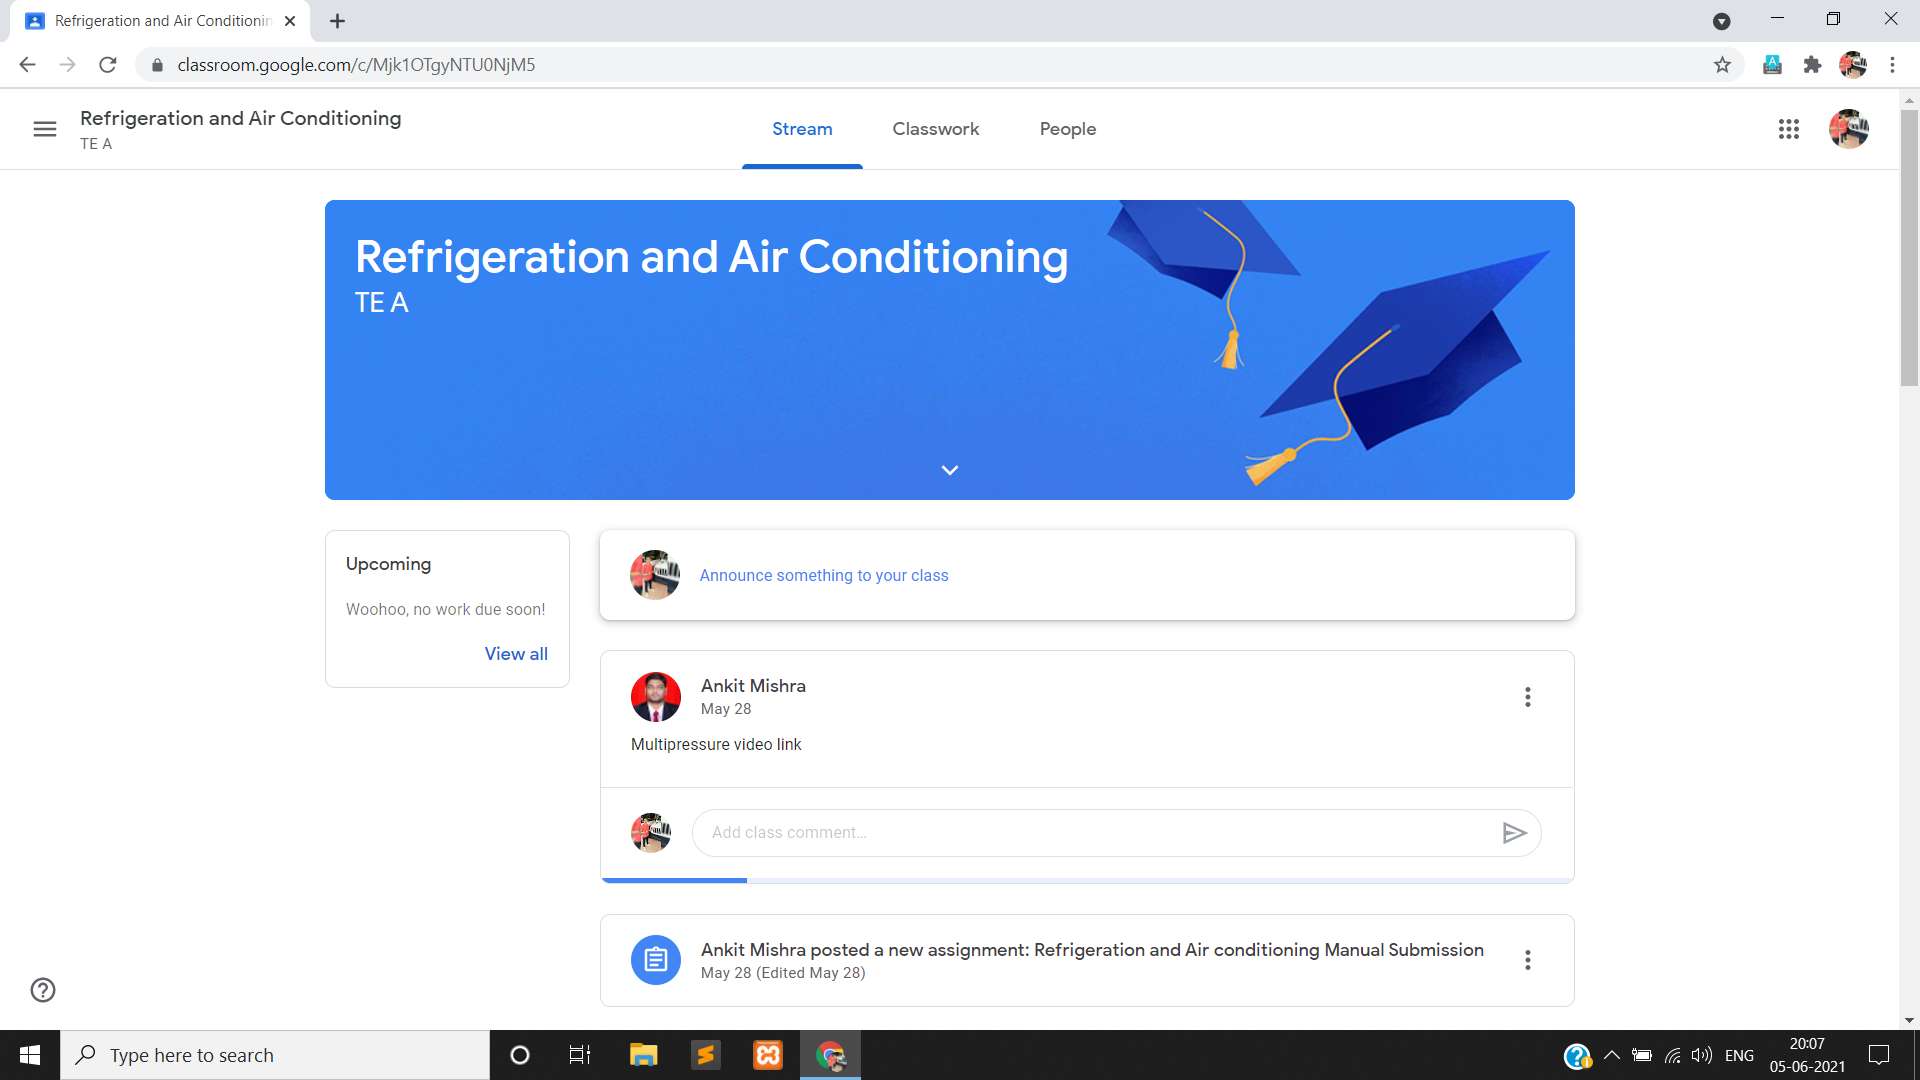 Refrigeration and Air Conditionin
classroom.google.com/c/Mjk1OTgyNTU0NjM5
Refrigeration and Air Conditioning
TE A
Stream
Classwork
People
Refrigeration and Air Conditioning
TE A
Upcoming
Woohoo, no work due soon!
View all
Announce something to your class
Ankit Mishra
May 28
Multipressure video link
Add class comment...
Ankit Mishra posted a new assignment: Refrigeration and Air conditioning Manual Submission
May 28 (Edited May 28)
Type here to search
ENG
20:07
05-06-2021